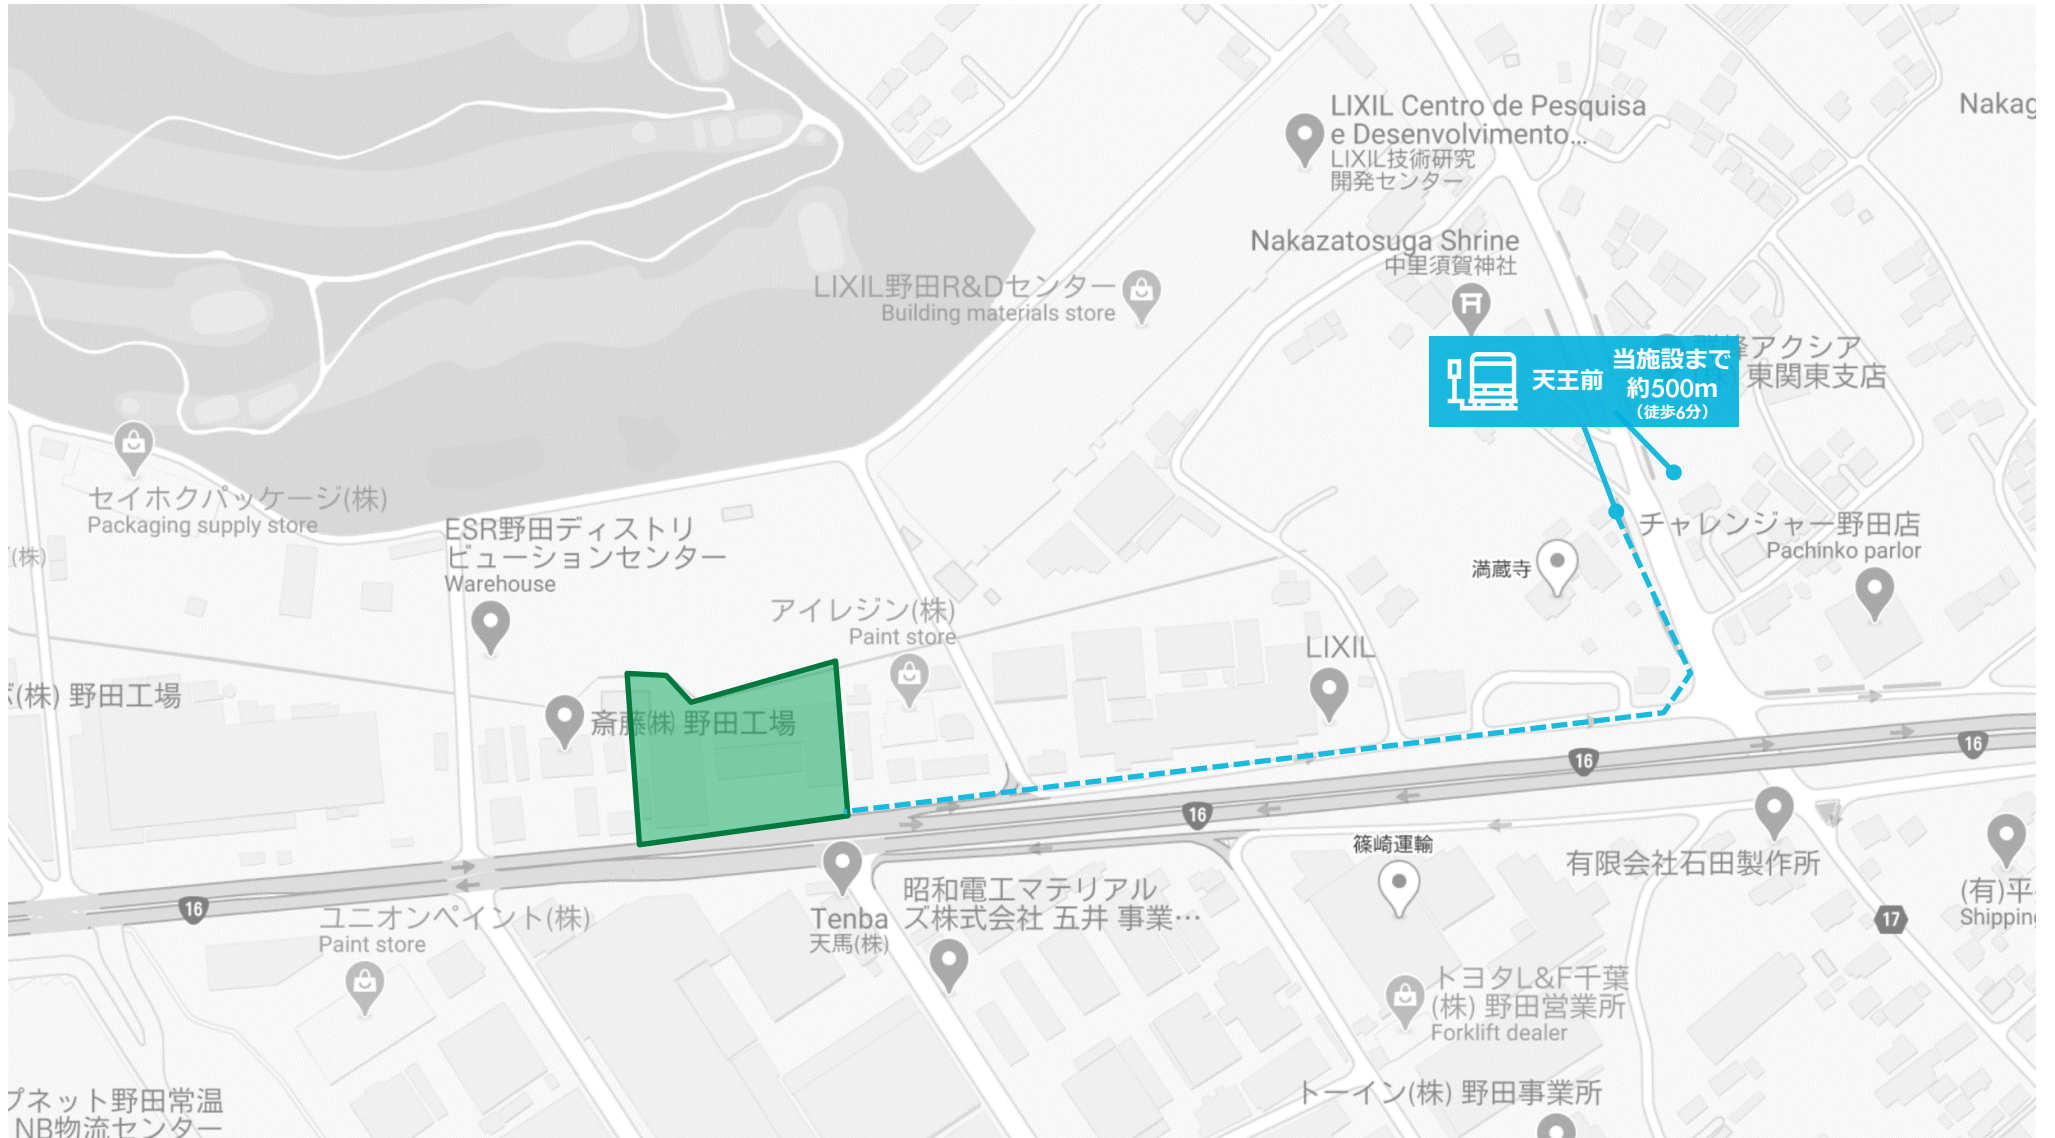 LIXIL Centro de Pesquisa
e Desenvolvimento...
LIXIL技術研究
開発センター
Nakag
Nakazatosuga Shrine
中里須賀神社
LIXIL野田R&Dセンター
Building materials store
天王前
当施設まで
約500m
(徒歩6分)
群峰アクシア
東関東支店
セイホクパッケージ(株)
Packaging supply store
ESR野田ディストリ
ビューションセンター
Warehouse
(株)
チャレンジャー野田店
Pachinko parlor
満蔵寺
アイレジン(株)
Paint store
LIXIL
(株) 野田工場
斎藤㈱ 野田工場
16
16
16
16
篠崎運輸
有限会社石田製作所
昭和電工マテリアル
ズ株式会社 五井 事業…
Tenba
天馬(株)
ユニオンペイント(株)
Paint store
17
(有)平
Shipping
トヨタL&F千葉
(株) 野田営業所
Forklift dealer
トーイン(株) 野田事業所
プネット野田常温
NB物流センター